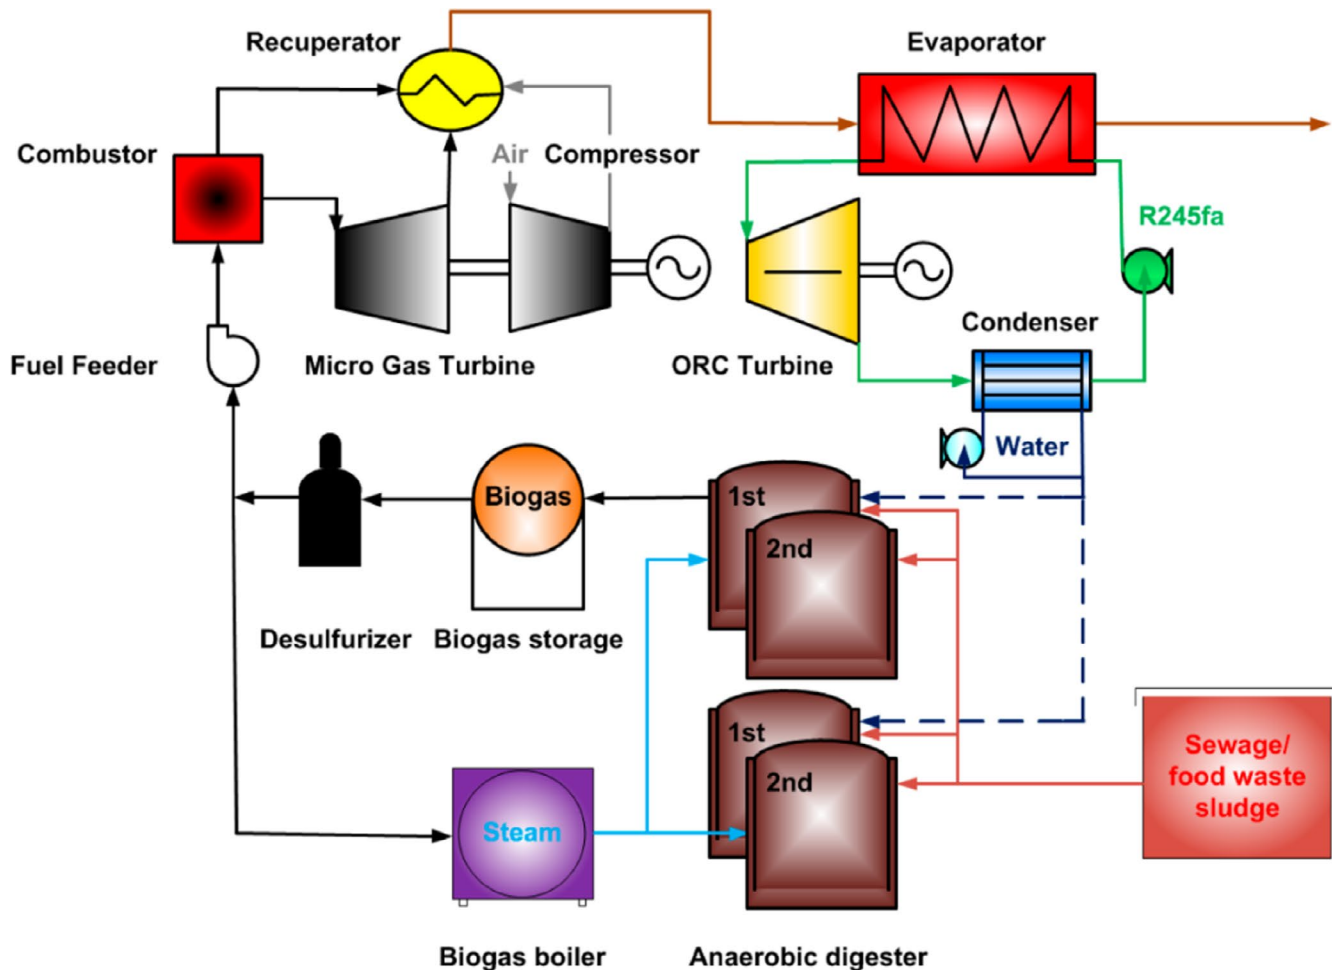 Recuperator
Evaporator
Combustor
Air
Compressor
R245fa
Condenser
Fuel Feeder
Micro Gas Turbine
ORC Turbine
Water
Biogas
1st
2nd
Desulfurizer
Biogas storage
1st
2nd
Sewage/
food waste
sludge
Steam
Biogas boiler
Anaerobic digester